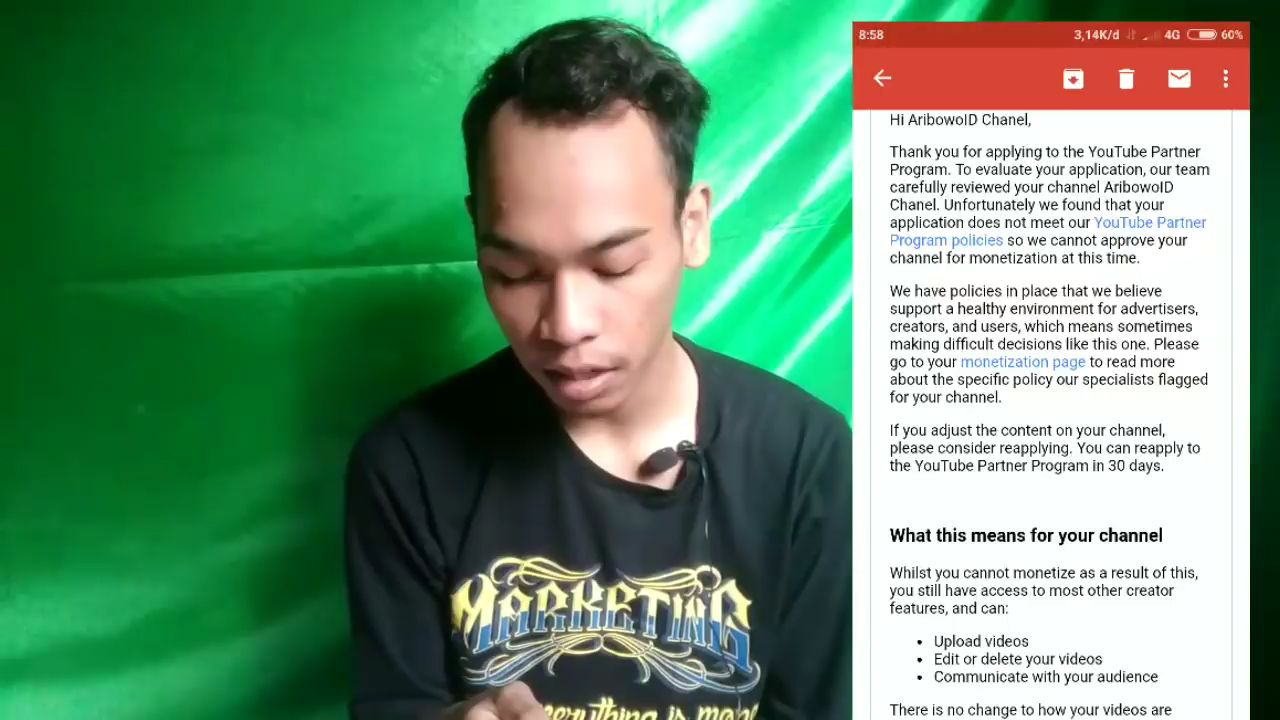 8:58
3,14K/d
4G
60%
Hi AribowoID Chanel,
Thank you for applying to the YouTube Partner
Program. To evaluate your application, our team
carefully reviewed your channel AribowoID
Chanel. Unfortunately we found that your
application does not meet our YouTube Partner
Program policies so we cannot approve your
channel for monetization at this time.
We have policies in place that we believe
support a healthy environment for advertisers,
creators, and users, which means sometimes
making difficult decisions like this one. Please
go to your monetization page to read more
about the specific policy our specialists flagged
for your channel.
If you adjust the content on your channel,
please consider reapplying. You can reapply to
the YouTube Partner Program in 30 days.
What this means for your channel
Whilst you cannot monetize as a result of this,
you still have access to most other creator
features, and can:
• Upload videos
• Edit or delete your videos
• Communicate with your audience
There is no change to how your videos are
MARKETING
is